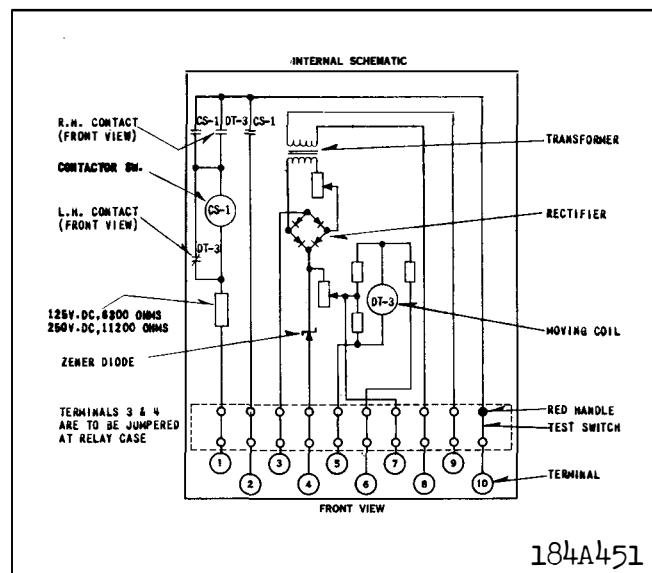 INTERNAL SCHEMATIC
R.H. CONTACT
(FRONT VIEW)
CS-1
DT-3
CS-1
TRANSFORMER
CONTACTOR SW.
CS-1
L.H. CONTACT
(FRONT VIEW)
RECTIFIER
DT-3
125V.DC,6300 OHMS
250V.DC,11200 OHMS
DT-3
MOVING COIL
ZENER DIODE
TERMINALS 3 & 4
ARE TO BE JUMPERED
AT RELAY CASE
RED HANDLE
TEST SWITCH
1
3
5
7
9
2
4
6
8
10
TERMINAL
FRONT VIEW
184A451